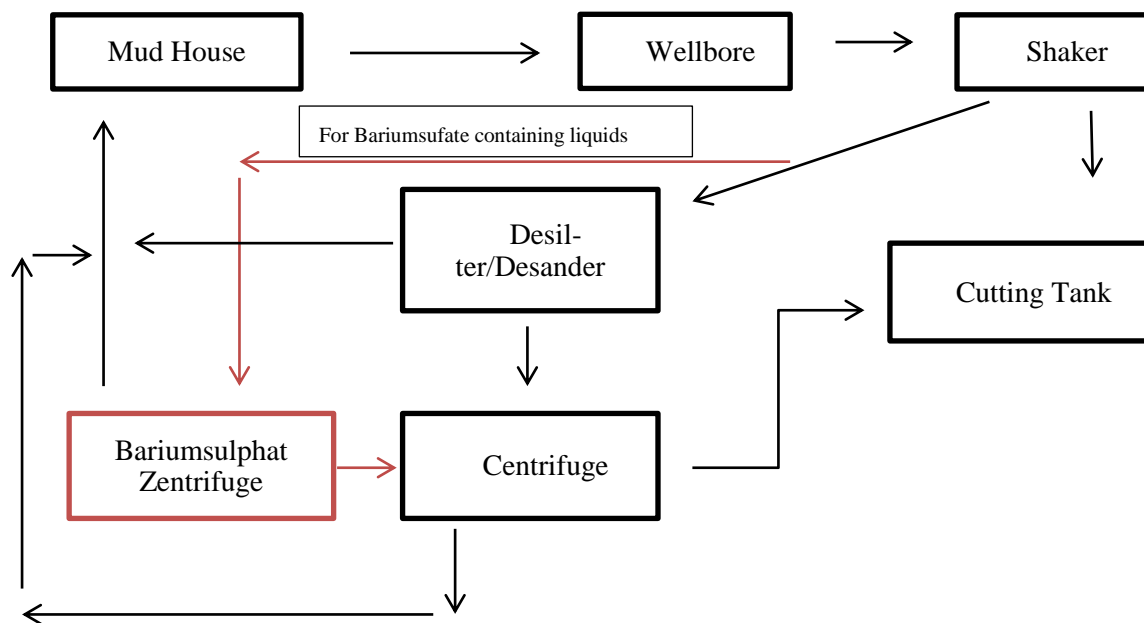 Mud House
Wellbore
Shaker
For Bariumsufate containing liquids
Desil-
ter/Desander
Cutting Tank
Bariumsulphat
Zentrifuge
Centrifuge